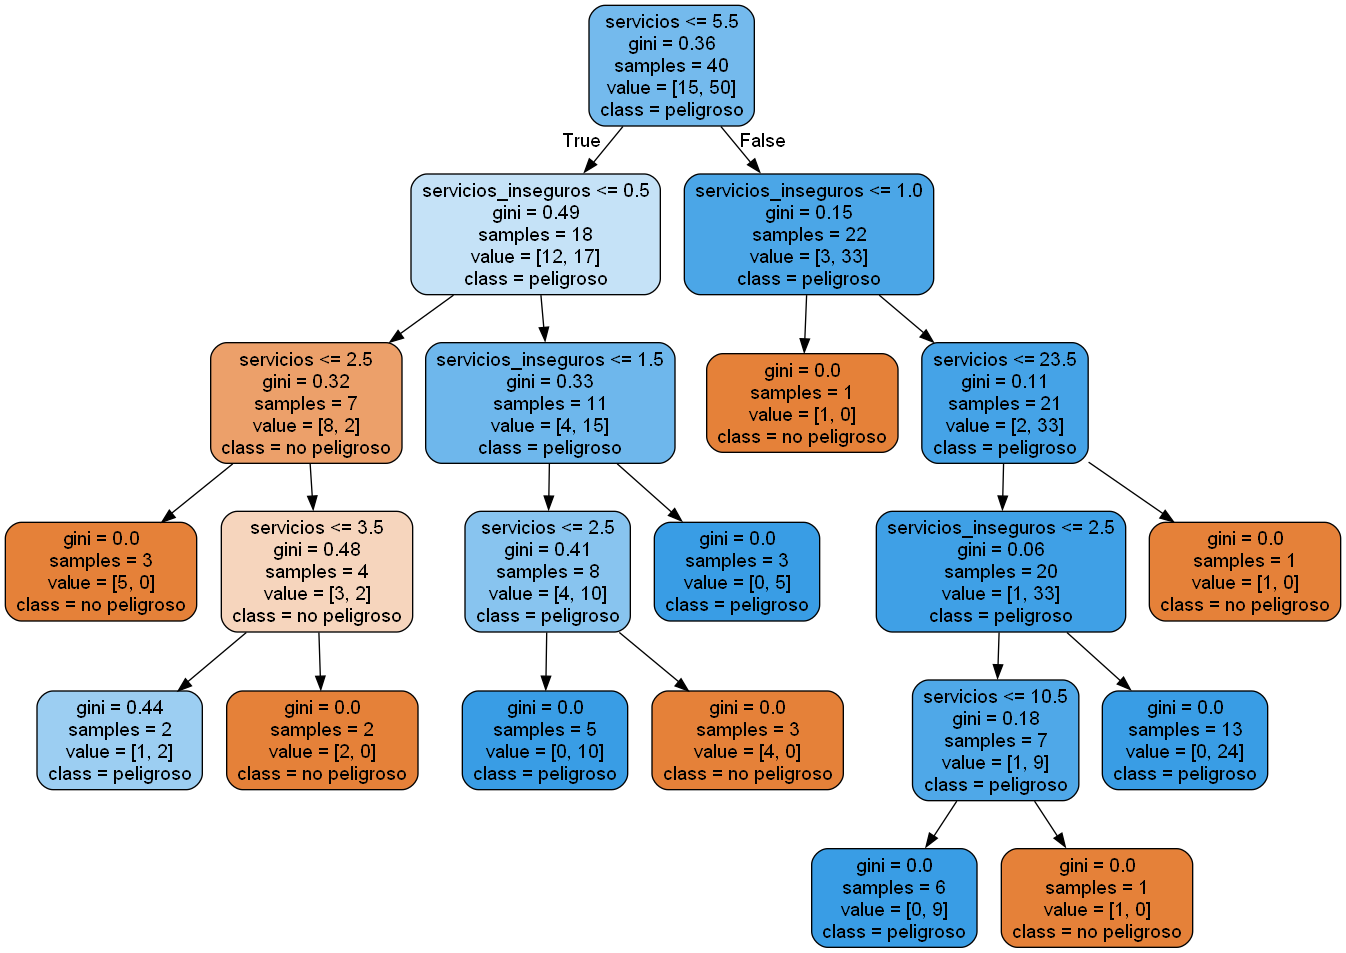 servicios <= 5.5
gini = 0.36
samples = 40
value = [15, 50]
class = peligroso
True
False
servicios_inseguros <= 0.5
gini = 0.49
samples = 18
value = [12, 17]
class = peligroso
servicios_inseguros <= 1.0
gini = 0.15
samples = 22
value = [3, 33]
class = peligroso
servicios <= 2.5
gini = 0.32
samples = 7
value = [8, 2]
class = no peligroso
servicios_inseguros <= 1.5
gini = 0.33
samples = 11
value = [4, 15]
class = peligroso
gini = 0.0
samples = 1
value = [1, 0]
class = no peligroso
servicios <= 23.5
gini = 0.11
samples = 21
value = [2, 33]
class = peligroso
gini = 0.0
samples = 3
value = [5, 0]
class = no peligroso
servicios <= 3.5
gini = 0.48
samples = 4
value = [3, 2]
class = no peligroso
servicios <= 2.5
gini = 0.41
samples = 8
value = [4, 10]
class = peligroso
gini = 0.0
samples = 3
value = [0, 5]
class = peligroso
servicios_inseguros <= 2.5
gini = 0.06
samples = 20
value = [1, 33]
class = peligroso
gini = 0.0
samples = 1
value = [1, 0]
class = no peligroso
gini = 0.44
samples = 2
value = [1, 2]
class = peligroso
gini = 0.0
samples = 2
value = [2, 0]
class = no peligroso
gini = 0.0
samples = 5
value = [0, 10]
class = peligroso
gini = 0.0
samples = 3
value = [4, 0]
class = no peligroso
servicios <= 10.5
gini = 0.18
samples = 7
value = [1, 9]
class = peligroso
gini = 0.0
samples = 13
value = [0, 24]
class = peligroso
gini = 0.0
samples = 6
value = [0, 9]
class = peligroso
gini = 0.0
samples = 1
value = [1, 0]
class = no peligroso